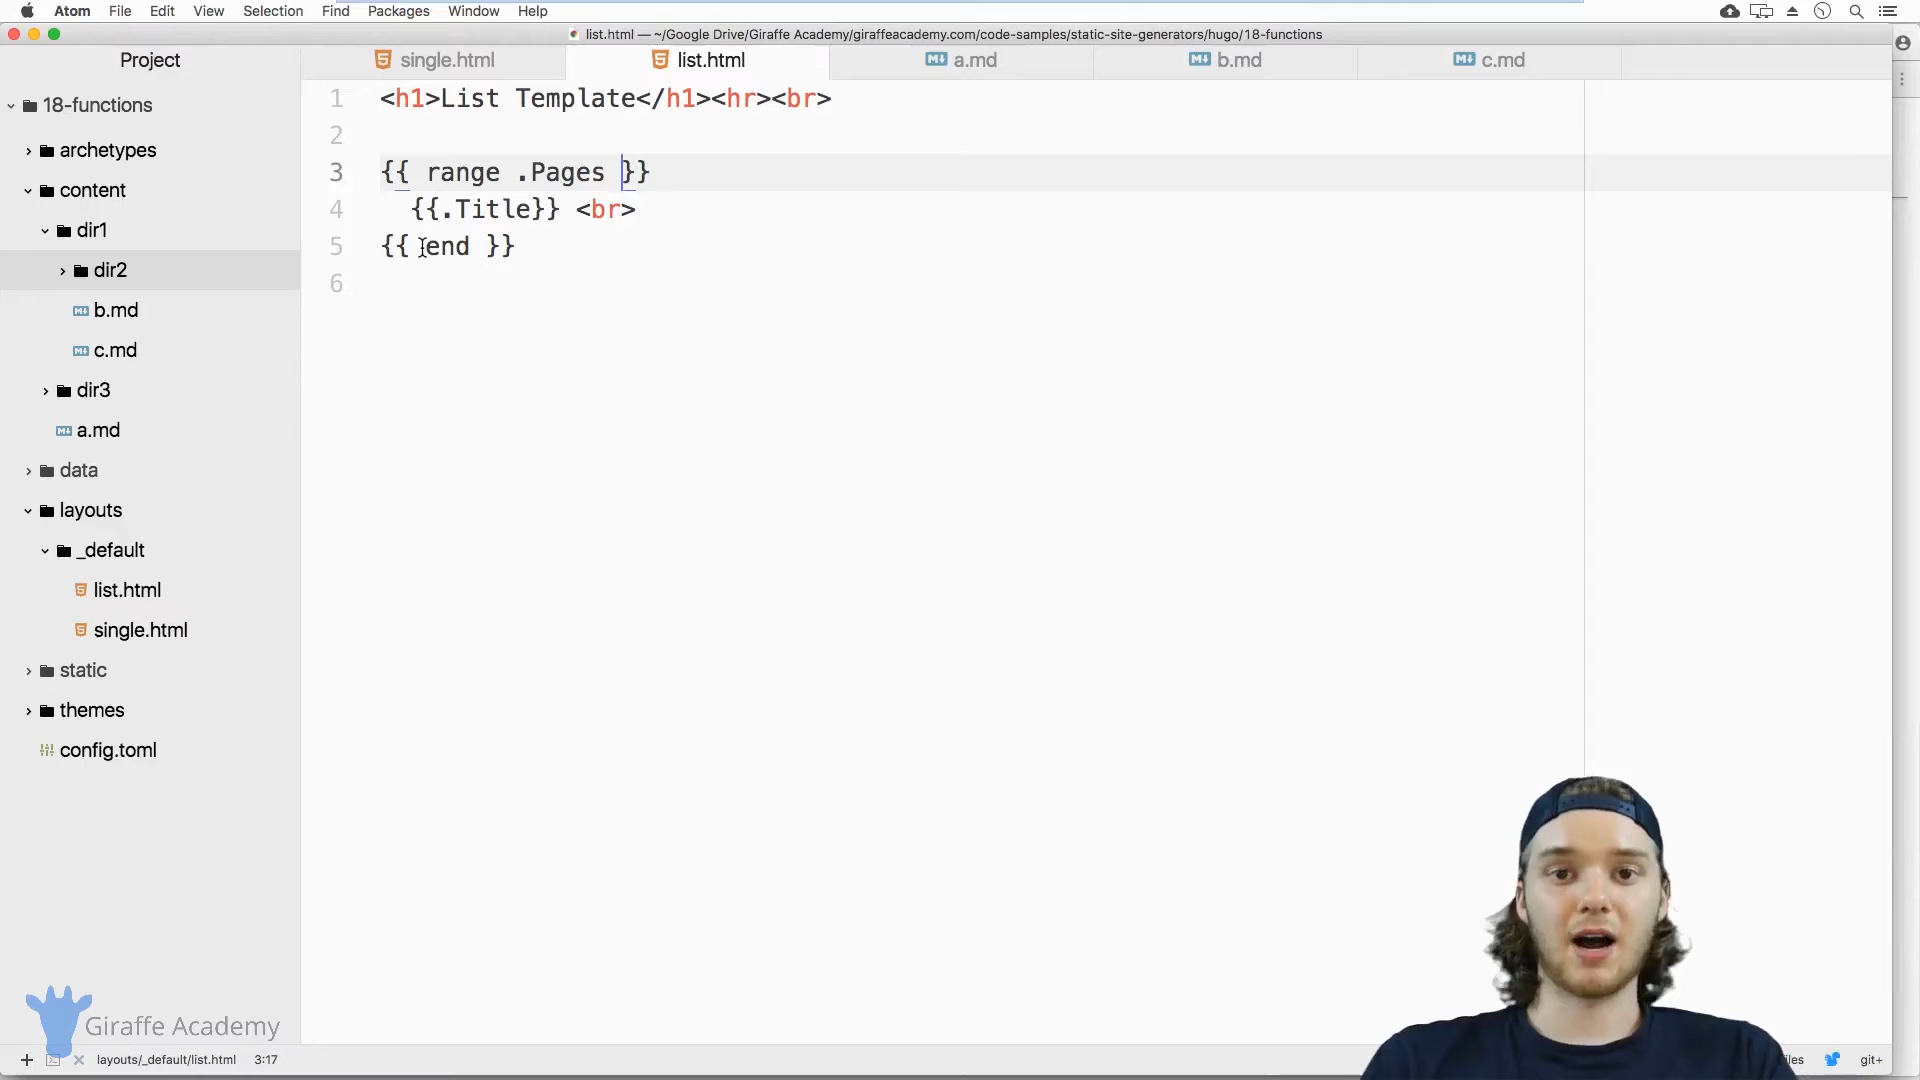 Atom File Edit View Selection Find Packages Window Help
list.html — ~/Google Drive/Giraffe Academy/giraffeacademy.com/code-samples/static-site-generators/hugo/18-functions
Project
single.html
list.html
a.md
b.md
c.md
18-functions
archetypes
content
dir1
dir2
b.md
c.md
dir3
a.md
data
layouts
_default
list.html
single.html
static
themes
config.toml
1 <h1>List Template</h1><hr><br>
2
3 {{ range .Pages }}
4 {{.Title}} <br>
5 {{ end }}
6
Giraffe Academy
layouts/_default/list.html 3:17
git+